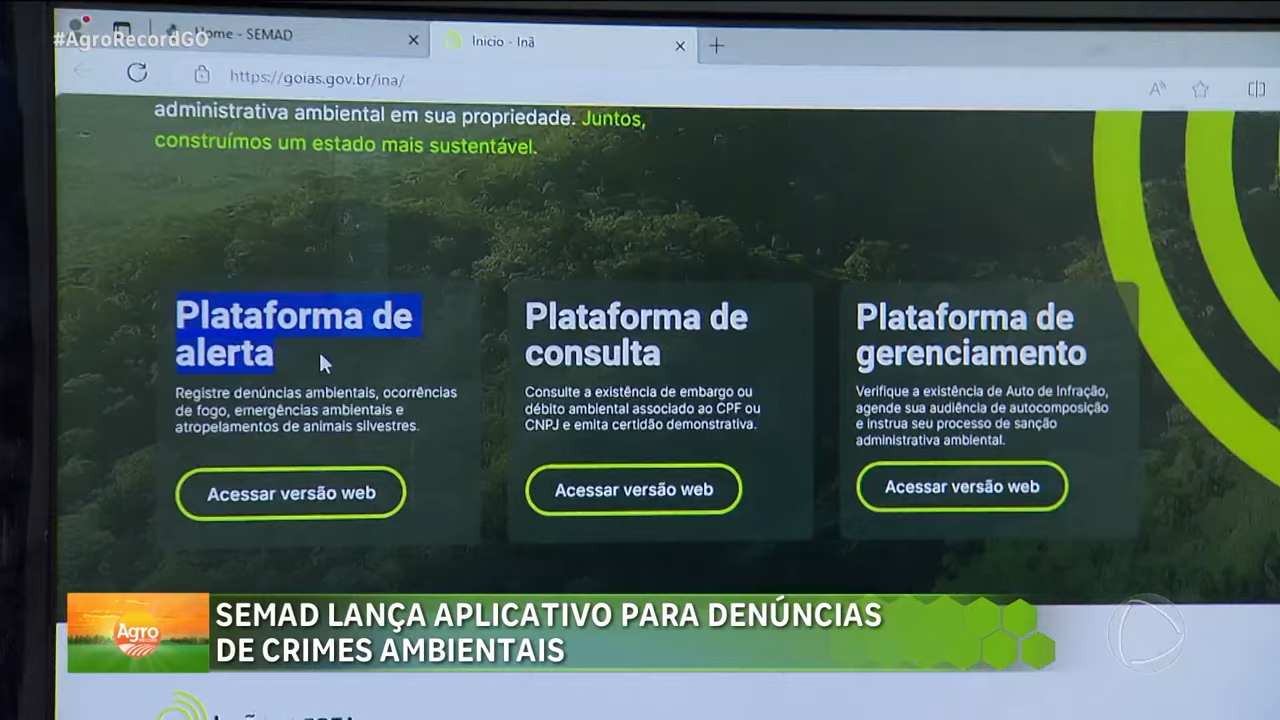 Home - SEMAD
#AgroRecordGO
Inicio - Inã
https://goias.gov.br/ina/
administrativa ambiental em sua propriedade. Juntos,
construímos um estado mais sustentável.
Plataforma de
alerta
Registre denúncias ambientais, ocorrências
de fogo, emergências ambientais e
atropelamentos de animais silvestres.
Acessar versão web
Plataforma de
consulta
Consulte a existência de embargo ou
débito ambiental associado ao CPF ou
CNPJ e emita certidão demonstrativa.
Acessar versão web
Plataforma de
gerenciamento
Verifique a existência de Auto de Infração,
agende sua audiência de autocomposição
e instrua seu processo de sanção
administrativa ambiental.
Acessar versão web
Agro
SEMAD LANÇA APLICATIVO PARA DENÚNCIAS
DE CRIMES AMBIENTAIS